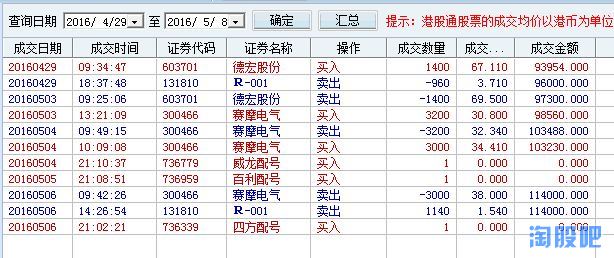 查询日期 2016/ 4/29 至 2016/ 5/ 8 确定 汇总 提示：港股通股票的成交均价以港币为单位
成交日期 成交时间 证券代码 证券名称 操作 成交数量 成交... 成交金额
20160429 09:34:47 603701 德宏股份 买入 1400 67.110 93954.000
20160429 18:37:48 131810 R-001 卖出 -960 3.710 96000.000
20160503 09:25:06 603701 德宏股份 卖出 -1400 69.500 97300.000
20160503 13:21:09 300466 赛摩电气 买入 3200 30.800 98560.000
20160504 09:49:15 300466 赛摩电气 卖出 -3200 32.340 103488.000
20160504 10:09:08 300466 赛摩电气 买入 3000 34.410 103230.000
20160504 21:10:37 736779 威龙配号 买入 1 0.000 0.000
20160505 21:08:51 736959 百利配号 买入 1 0.000 0.000
20160506 09:42:26 300466 赛摩电气 卖出 -3000 38.000 114000.000
20160506 14:26:54 131810 R-001 卖出 1140 1.540 114000.000
20160506 21:02:21 736339 四方配号 买入 1 0.000 0.000
淘股吧